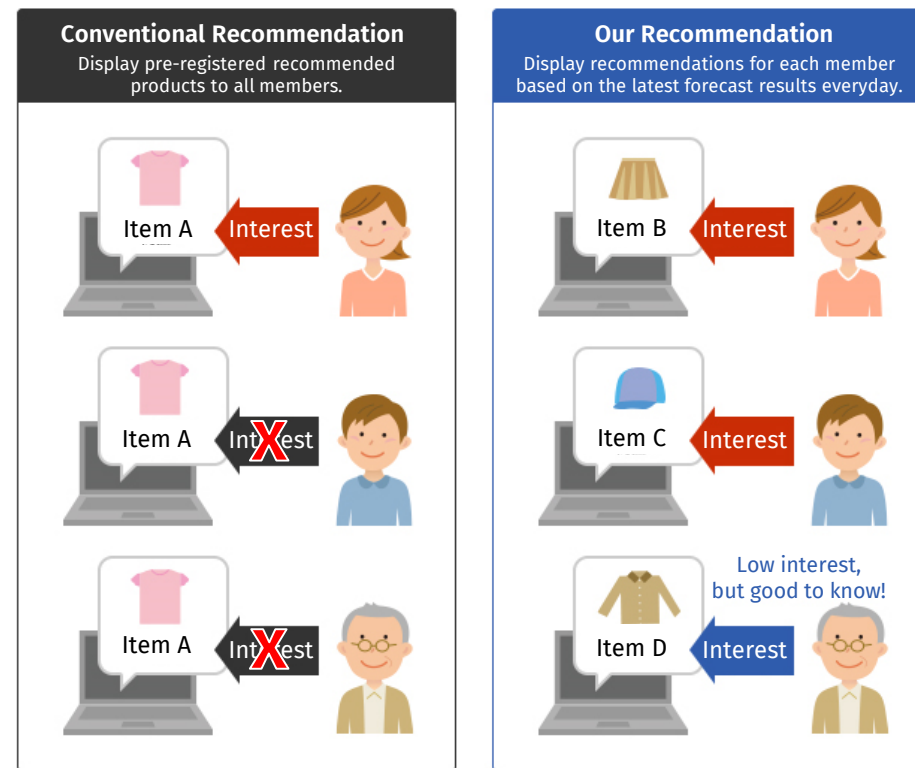 Conventional Recommendation
Display pre-registered recommended
products to all members.
Item A
Interest
Item A
Interest
X
Item A
Interest
X
Our Recommendation
Display recommendations for each member
based on the latest forecast results everyday.
Item B
Interest
Item C
Interest
Low interest,
but good to know!
Item D
Interest